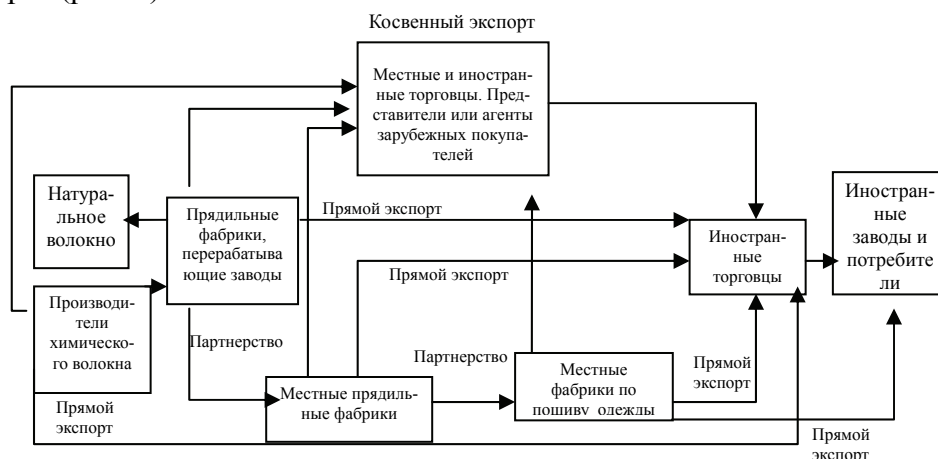 Косвенный экспорт
Местные и иностран-
ные торговцы. Пред-
ставители или агенты
зарубежных покупа-
телей
Натура-
льное
волокно
Прядильные
фабрики,
перерабатыва
ющие заводы
Прямой экспорт
Иностран-
ные
торговцы
Иностран-
ные
заводы и
потребите
ли
Прямой экспорт
Производи-
тели
химическо-
го волокна
Партнерство
Партнерство
Местные прядиль-
ные фабрики
Местные
фабрики по
пошиву одежды
Прямой
экспорт
Прямой
экспорт
Прямой
экспорт